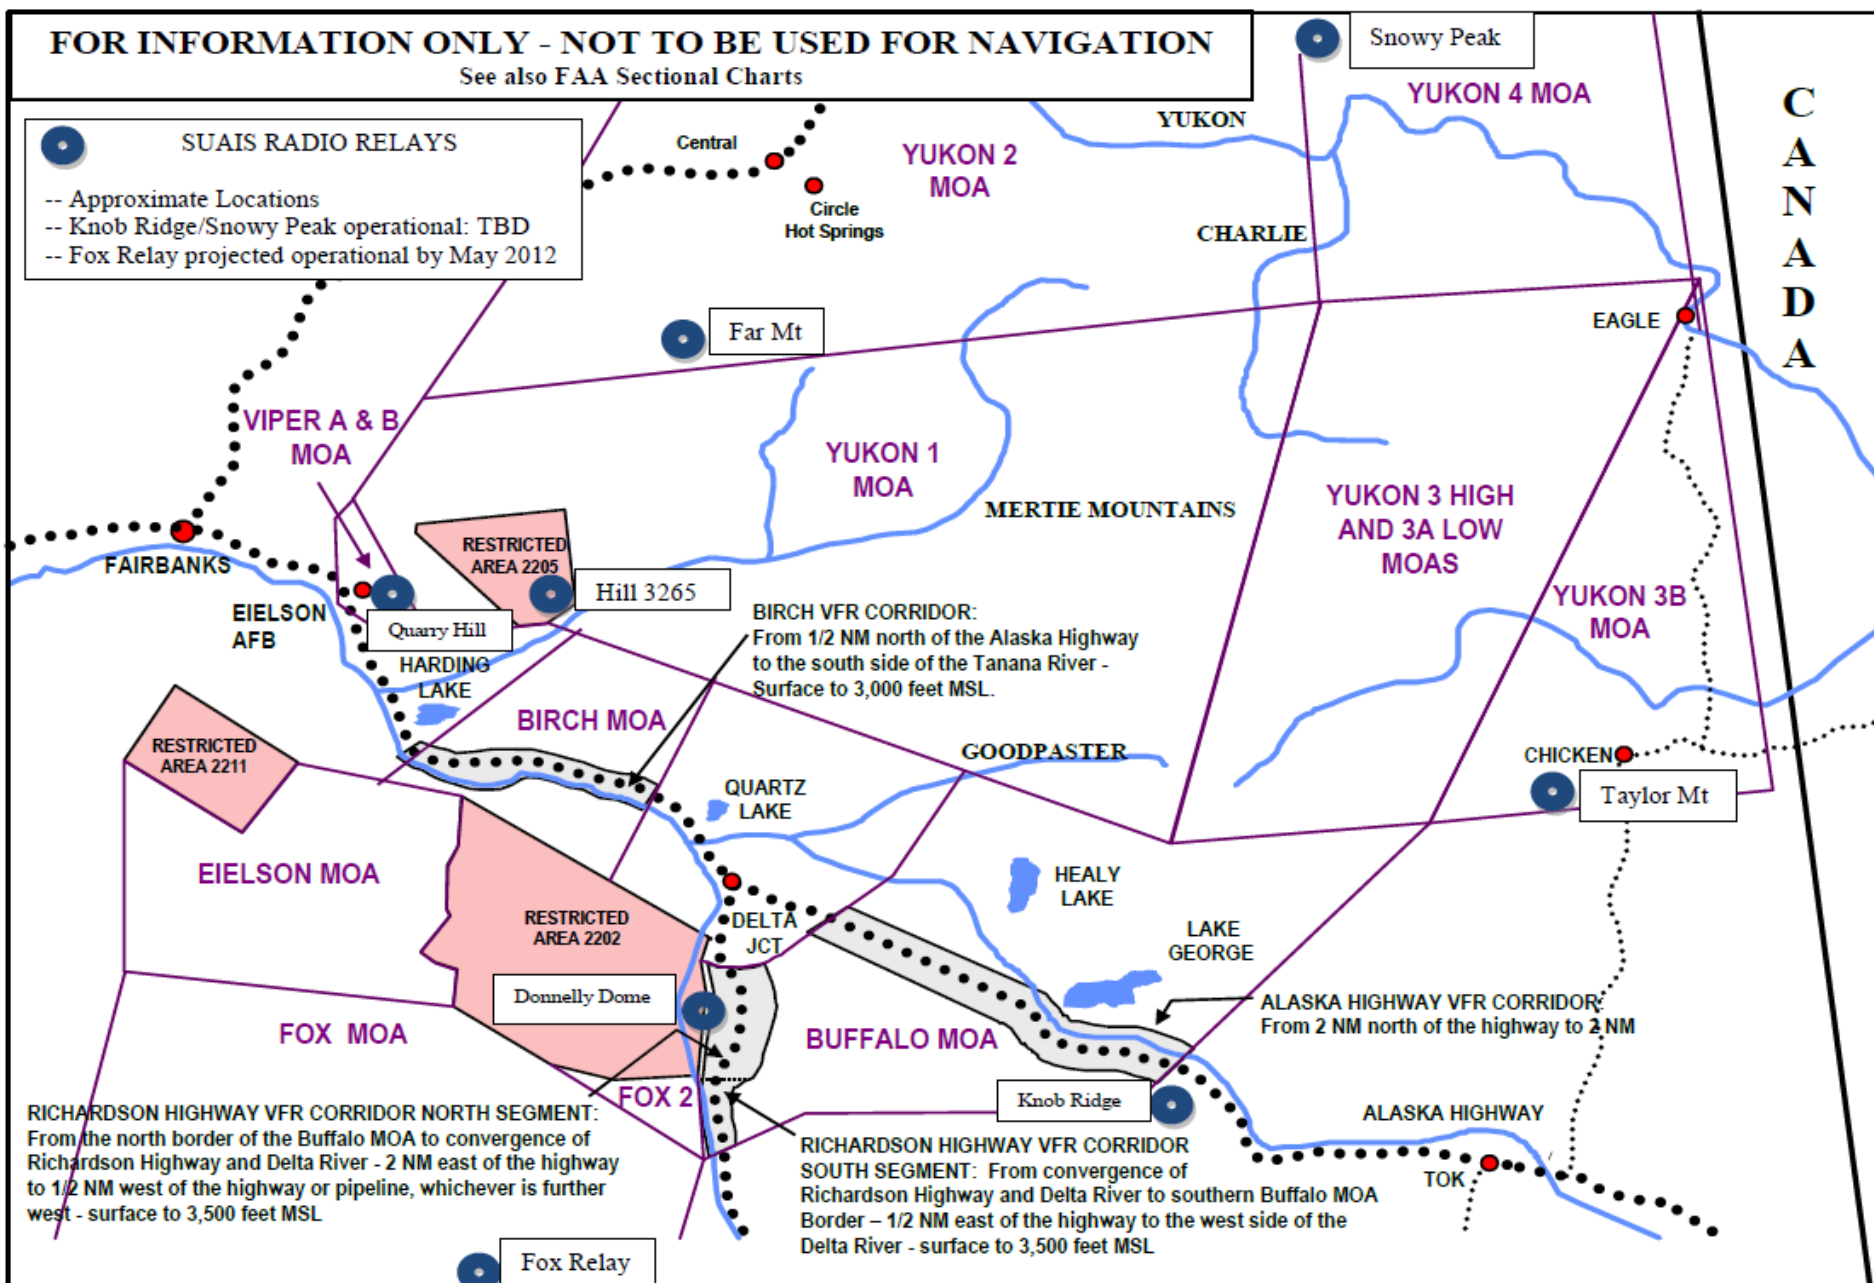 FOR INFORMATION ONLY - NOT TO BE USED FOR NAVIGATION
See also FAA Sectional Charts
Snowy Peak
YUKON 4 MOA
C
A
N
A
D
A
SUAIS RADIO RELAYS
-- Approximate Locations
-- Knob Ridge/Snowy Peak operational: TBD
-- Fox Relay projected operational by May 2012
Central
Circle
Hot Springs
YUKON 2
MOA
YUKON
CHARLIE
EAGLE
Far Mt
VIPER A & B
MOA
YUKON 1
MOA
MERTIE MOUNTAINS
YUKON 3 HIGH
AND 3A LOW
MOAS
YUKON 3B
MOA
FAIRBANKS
EIELSON
AFB
RESTRICTED
AREA 2205
Hill 3265
Quarry Hill
HARDING
LAKE
BIRCH VFR CORRIDOR:
From 1/2 NM north of the Alaska Highway
to the south side of the Tanana River -
Surface to 3,000 feet MSL.
BIRCH MOA
RESTRICTED
AREA 2211
GOODPASTER
CHICKEN
Taylor Mt
QUARTZ
LAKE
EIELSON MOA
HEALY
LAKE
RESTRICTED
AREA 2202
DELTA
JCT
LAKE
GEORGE
Donnelly Dome
ALASKA HIGHWAY VFR CORRIDOR:
From 2 NM north of the highway to 2 NM
FOX MOA
BUFFALO MOA
FOX 2
Knob Ridge
ALASKA HIGHWAY
TOK
RICHARDSON HIGHWAY VFR CORRIDOR NORTH SEGMENT:
From the north border of the Buffalo MOA to convergence of
Richardson Highway and Delta River - 2 NM east of the highway
to 1/2 NM west of the highway or pipeline, whichever is further
west - surface to 3,500 feet MSL
RICHARDSON HIGHWAY VFR CORRIDOR
SOUTH SEGMENT: From convergence of
Richardson Highway and Delta River to southern Buffalo MOA
Border – 1/2 NM east of the highway to the west side of the
Delta River - surface to 3,500 feet MSL
Fox Relay